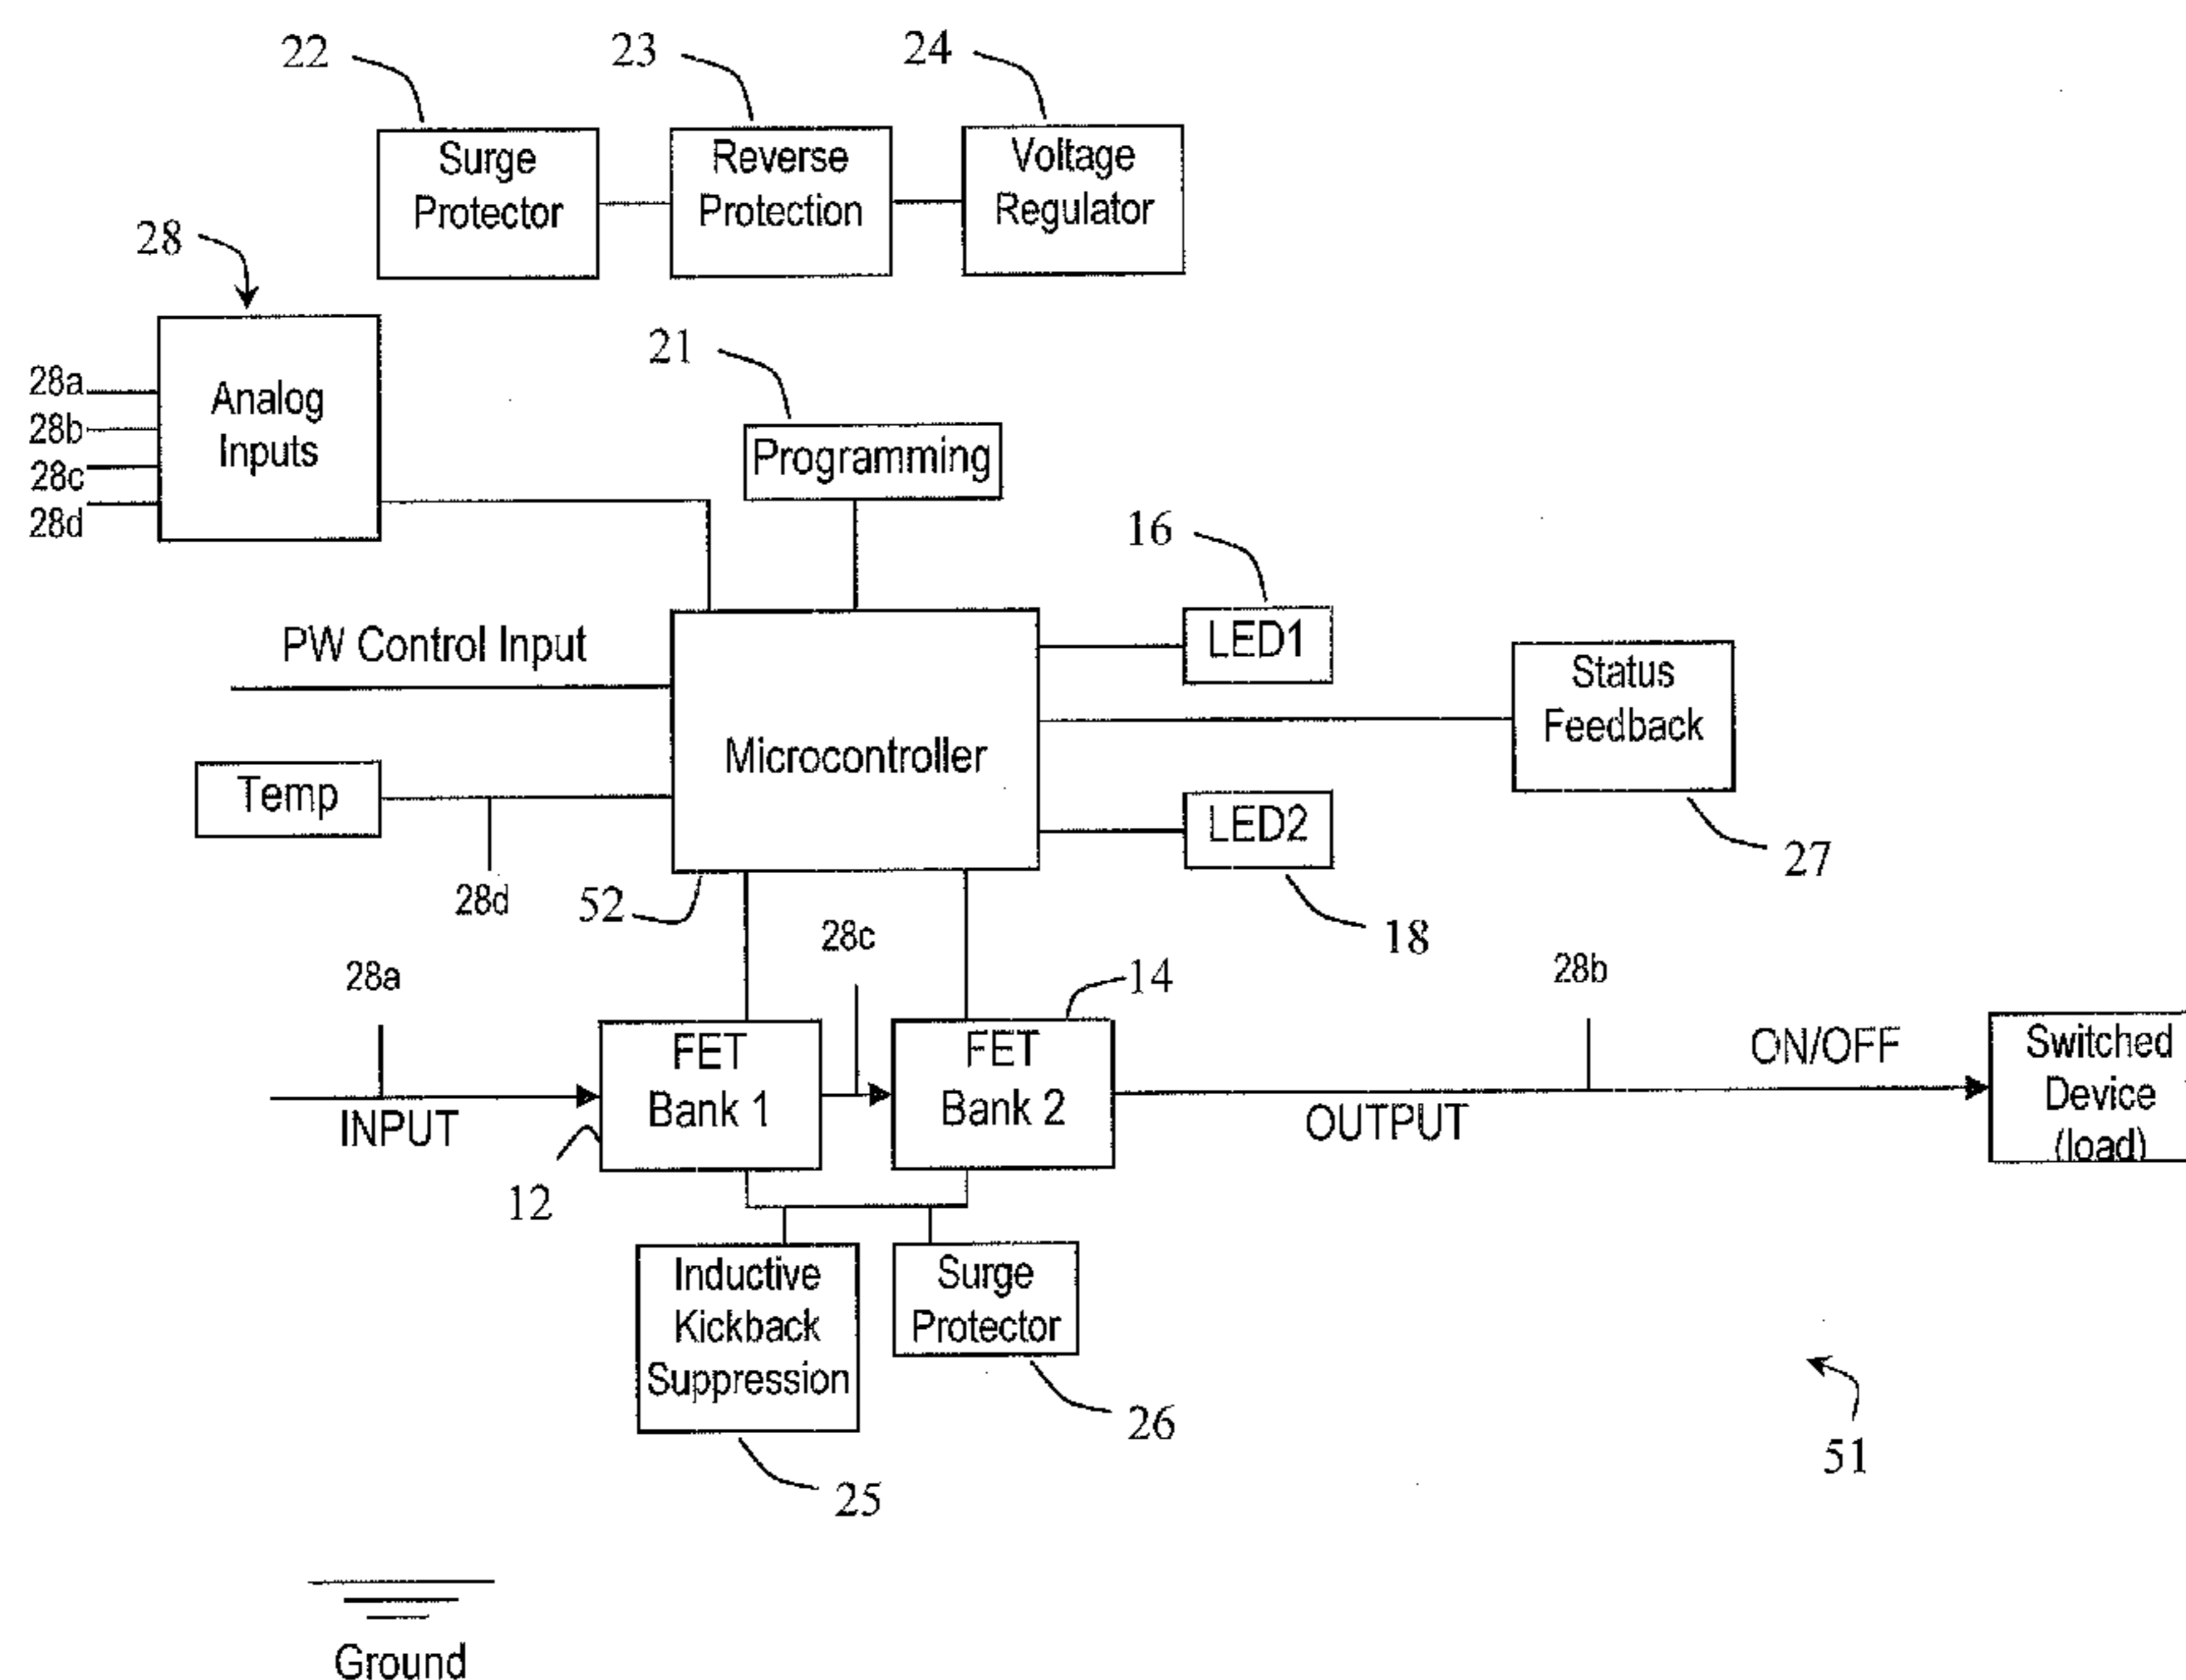 22
23
24
Surge
Protector
Reverse
Protection
Voltage
Regulator
28
28a
28b
28c
28d
Analog
Inputs
21
Programming
16
PW Control Input
LED1
Status
Feedback
Microcontroller
Temp
LED2
27
28d
52
18
28c
28a
14
28b
FET
Bank 1
FET
Bank 2
INPUT
OUTPUT
ON/OFF
Switched
Device
(load)
12
Inductive
Kickback
Suppression
Surge
Protector
26
25
51
Ground